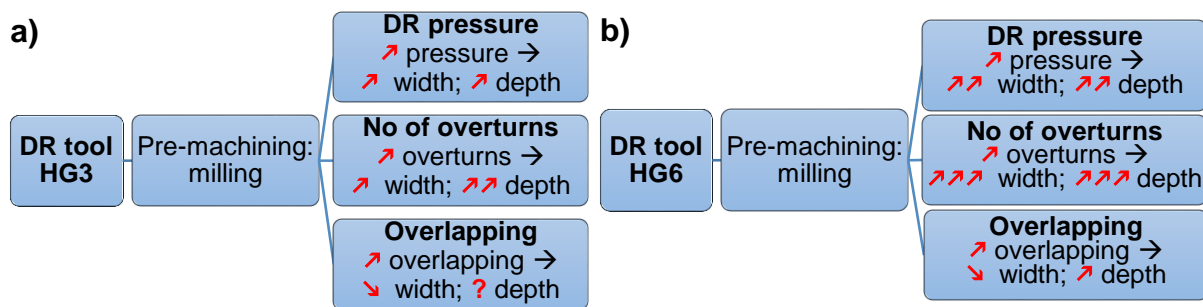 a)
DR tool
HG3
Pre-machining:
milling
DR pressure
↗ pressure →
↗ width; ↗ depth
No of overturns
↗ overturns →
↗ width; ↗↗ depth
Overlapping
↗ overlapping →
↘ width; ? depth
b)
DR tool
HG6
Pre-machining:
milling
DR pressure
↗ pressure →
↗↗ width; ↗↗ depth
No of overturns
↗ overturns →
↗↗↗ width; ↗↗↗ depth
Overlapping
↗ overlapping →
↘ width; ↗ depth